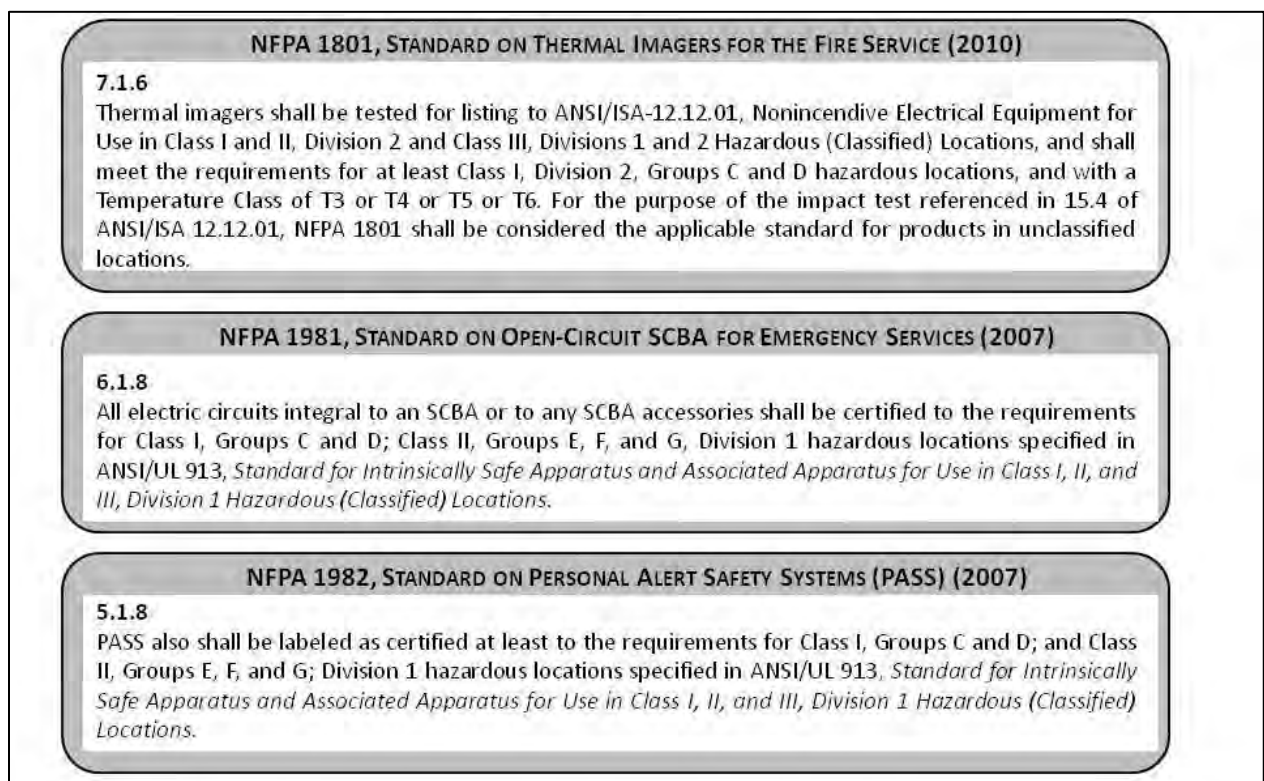 NFPA 1801, STANDARD ON THERMAL IMAGERS FOR THE FIRE SERVICE (2010)
7.1.6
Thermal imagers shall be tested for listing to ANSI/ISA-12.12.01, Nonincendive Electrical Equipment for
Use in Class I and II, Division 2 and Class III, Divisions 1 and 2 Hazardous (Classified) Locations, and shall
meet the requirements for at least Class I, Division 2, Groups C and D hazardous locations, and with a
Temperature Class of T3 or T4 or T5 or T6. For the purpose of the impact test referenced in 15.4 of
ANSI/ISA 12.12.01, NFPA 1801 shall be considered the applicable standard for products in unclassified
locations.
NFPA 1981, STANDARD ON OPEN-CIRCUIT SCBA FOR EMERGENCY SERVICES (2007)
6.1.8
All electric circuits integral to an SCBA or to any SCBA accessories shall be certified to the requirements
for Class I, Groups C and D; Class II, Groups E, F, and G, Division 1 hazardous locations specified in
ANSI/UL 913, Standard for Intrinsically Safe Apparatus and Associated Apparatus for Use in Class I, II, and
III, Division 1 Hazardous (Classified) Locations.
NFPA 1982, STANDARD ON PERSONAL ALERT SAFETY SYSTEMS (PASS) (2007)
5.1.8
PASS also shall be labeled as certified at least to the requirements for Class I, Groups C and D; and Class
II, Groups E, F, and G; Division 1 hazardous locations specified in ANSI/UL 913, Standard for Intrinsically
Safe Apparatus and Associated Apparatus for Use in Class I, II, and III, Division 1 Hazardous (Classified)
Locations.